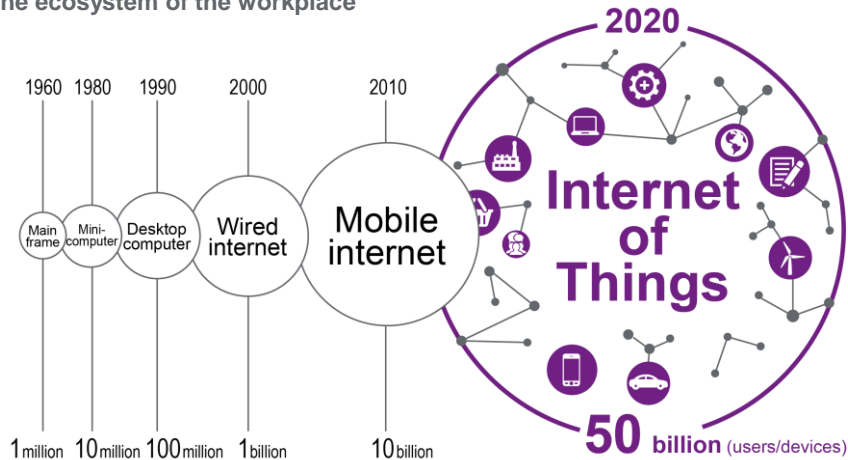 he ecosystem of the workplace
2020
1960 1980 1990 2000 2010
Main
frame
Mini-
computer
Desktop
computer
Wired
internet
Mobile
internet
Internet
of
Things
1 million 10 million 100 million 1 billion 10 billion
50 billion (users/devices)